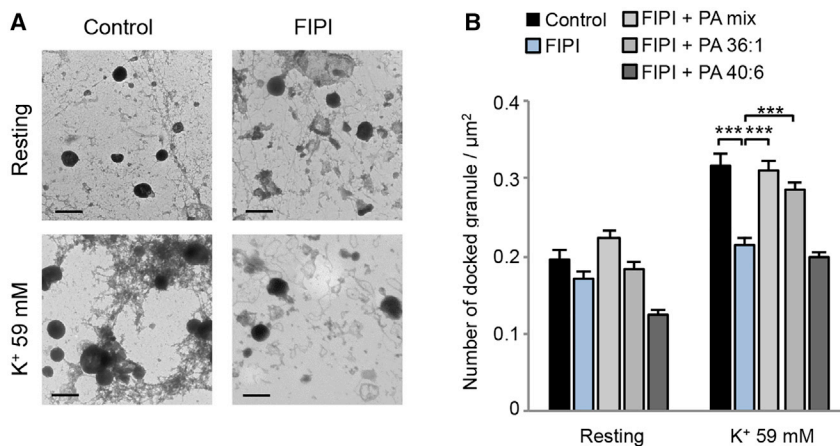 A
Control
FIPI
Resting
K⁺ 59 mM
B
Control
FIPI
FIPI + PA mix
FIPI + PA 36:1
FIPI + PA 40:6
Number of docked granule / µm²
0.4
0.3
0.2
0.1
0
***
*** ***
Resting
K⁺ 59 mM